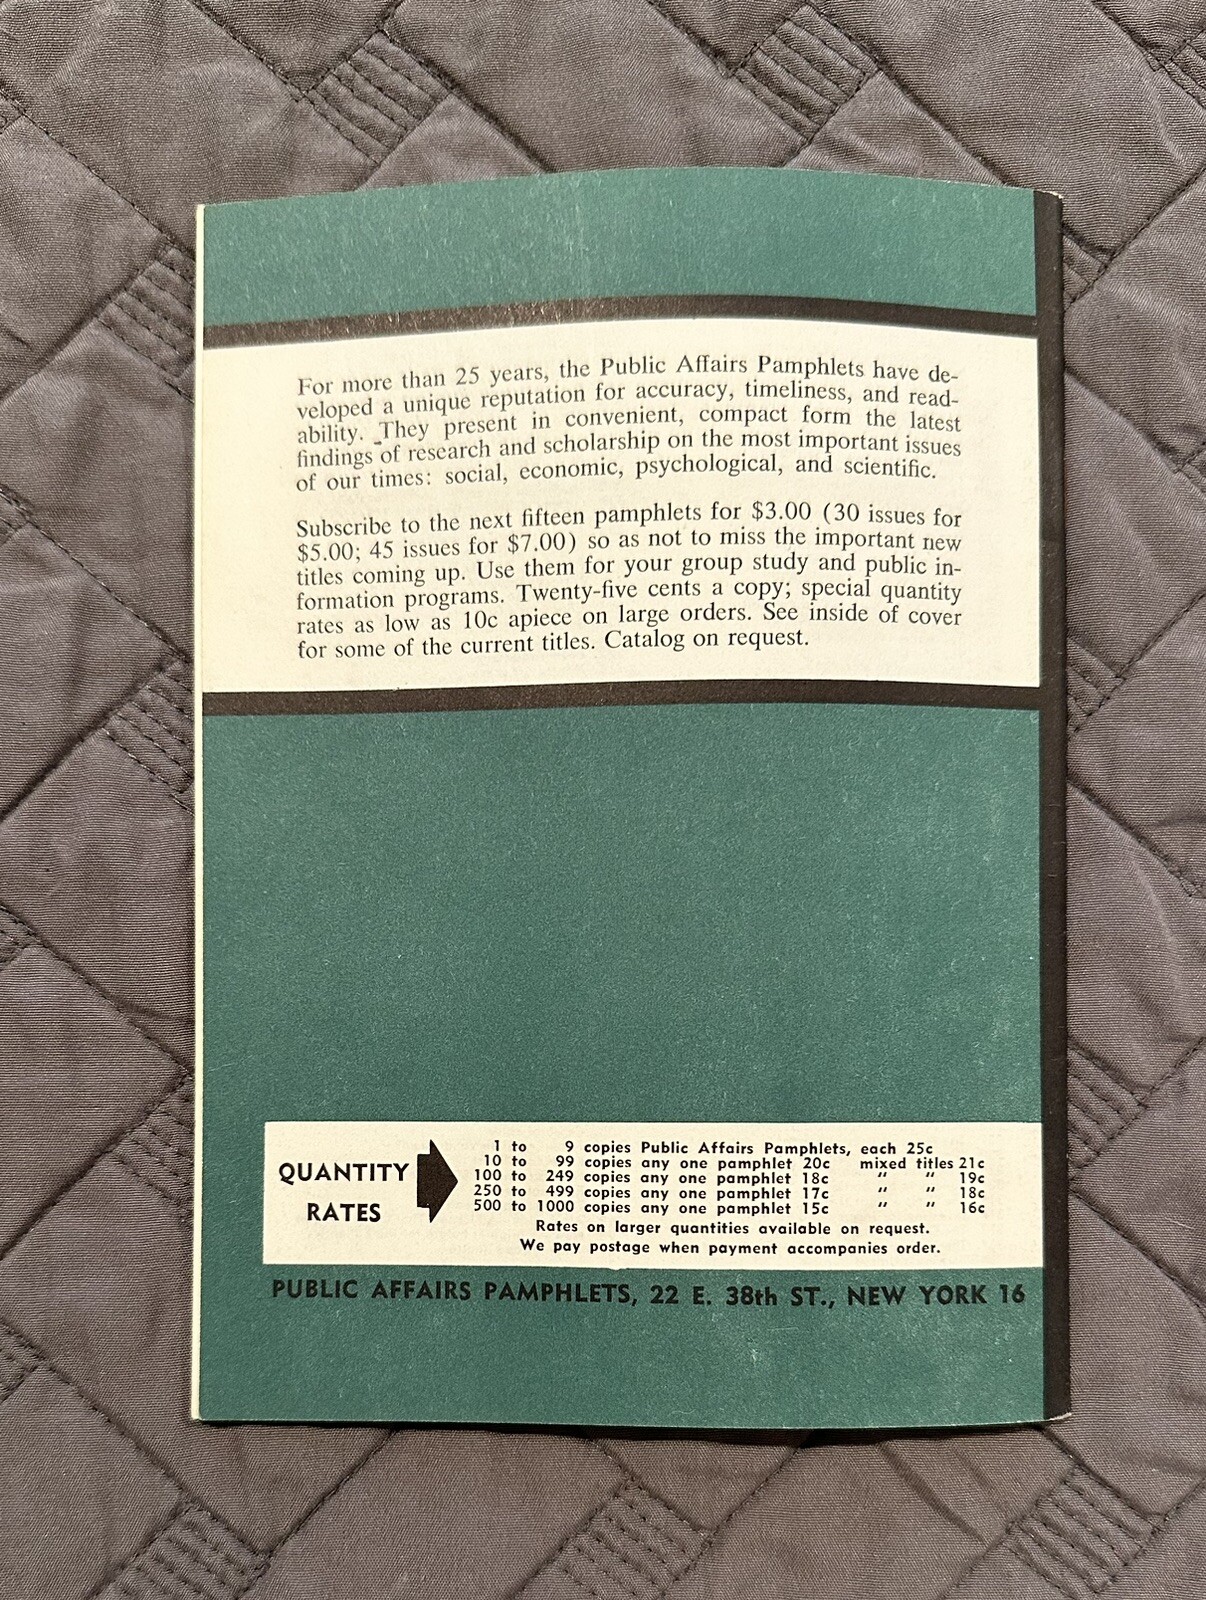 For more than 25 years, the Public Affairs Pamphlets have de-
veloped a unique reputation for accuracy, timeliness, and read-
ability. They present in convenient, compact form the latest
findings of research and scholarship on the most important issues
of our times: social, economic, psychological, and scientific.
Subscribe to the next fifteen pamphlets for $3.00 (30 issues for
$5.00; 45 issues for $7.00) so as not to miss the important new
titles coming up. Use them for your group study and public in-
formation programs. Twenty-five cents a copy; special quantity
rates as low as 10c apiece on large orders. See inside of cover
for some of the current titles. Catalog on request.
QUANTITY
RATES
1 to 9 copies Public Affairs Pamphlets, each 25c
10 to 99 copies any one pamphlet 20c mixed titles 21c
100 to 249 copies any one pamphlet 18c " " 19c
250 to 499 copies any one pamphlet 17c " " 18c
500 to 1000 copies any one pamphlet 15c " " 16c
Rates on larger quantities available on request.
We pay postage when payment accompanies order.
PUBLIC AFFAIRS PAMPHLETS, 22 E. 38th ST., NEW YORK 16